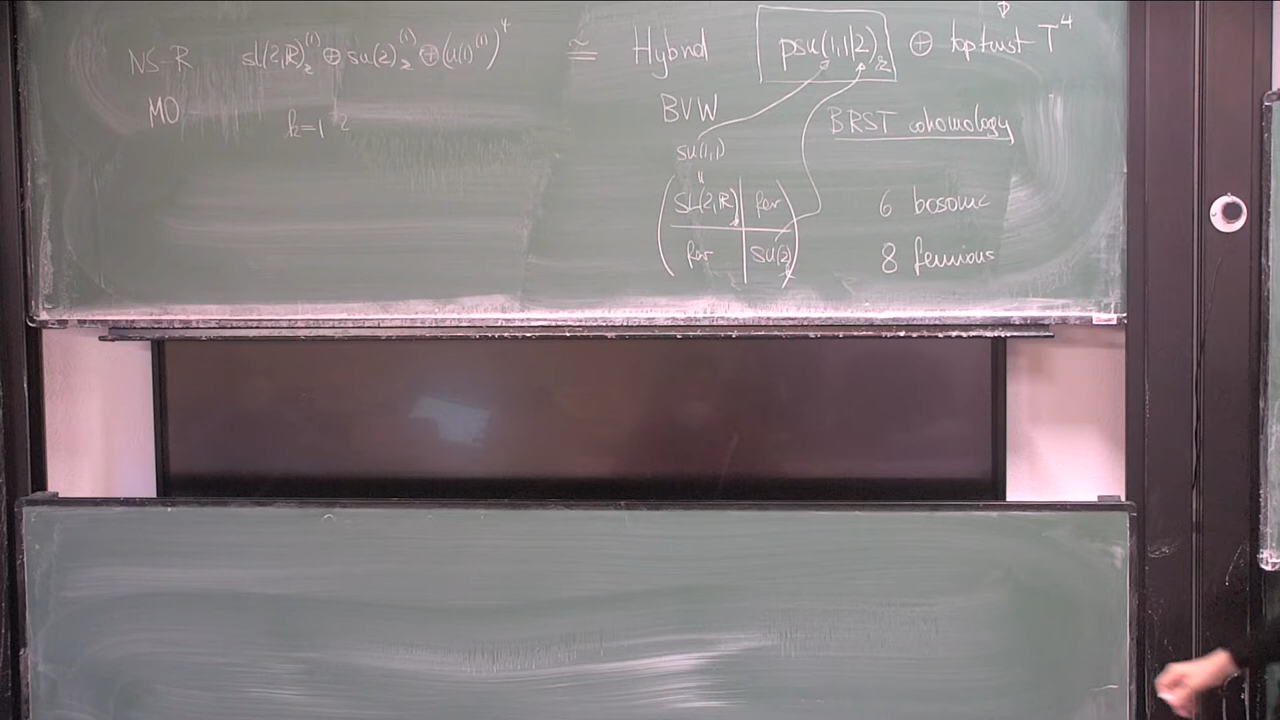 NS-R sl(2,ℝ)₂⁽¹⁾ ⊕ su(2)₂⁽¹⁾ ⊕ (u(1)⁽¹⁾)⁴ ≅ Hybrid psu(1,1|2)₂ ⊕ top twist T⁴
MO k=1
BVW BRST cohomology
su(1,1)
"
SL(2,ℝ) fer 6 bosonic
fer su(2) 8 fermions